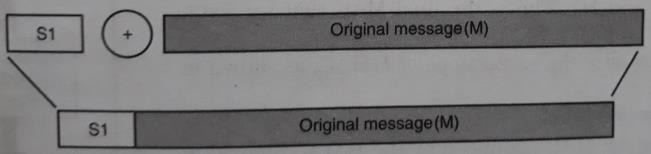 S1 + Original message(M)
S1 Original message(M)